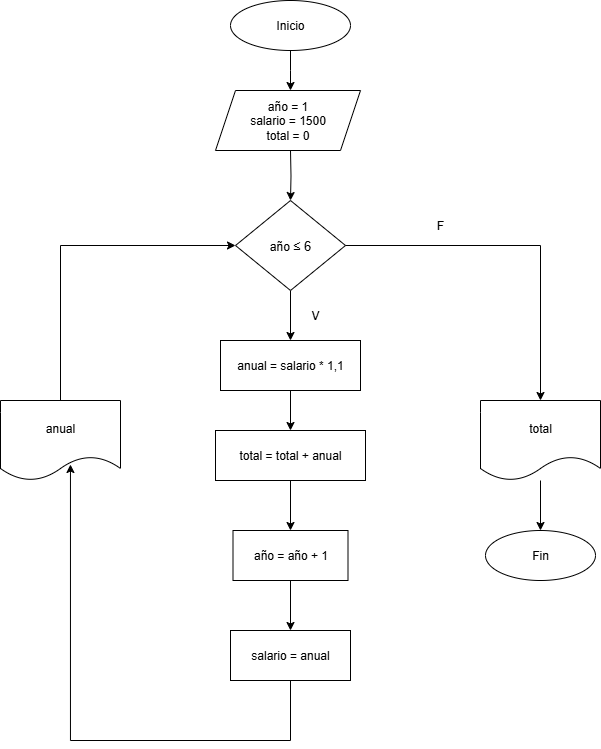 Inicio
año = 1
salario = 1500
total = 0
año ≤ 6
F
V
anual = salario * 1,1
anual
total
total = total + anual
año = año + 1
Fin
salario = anual